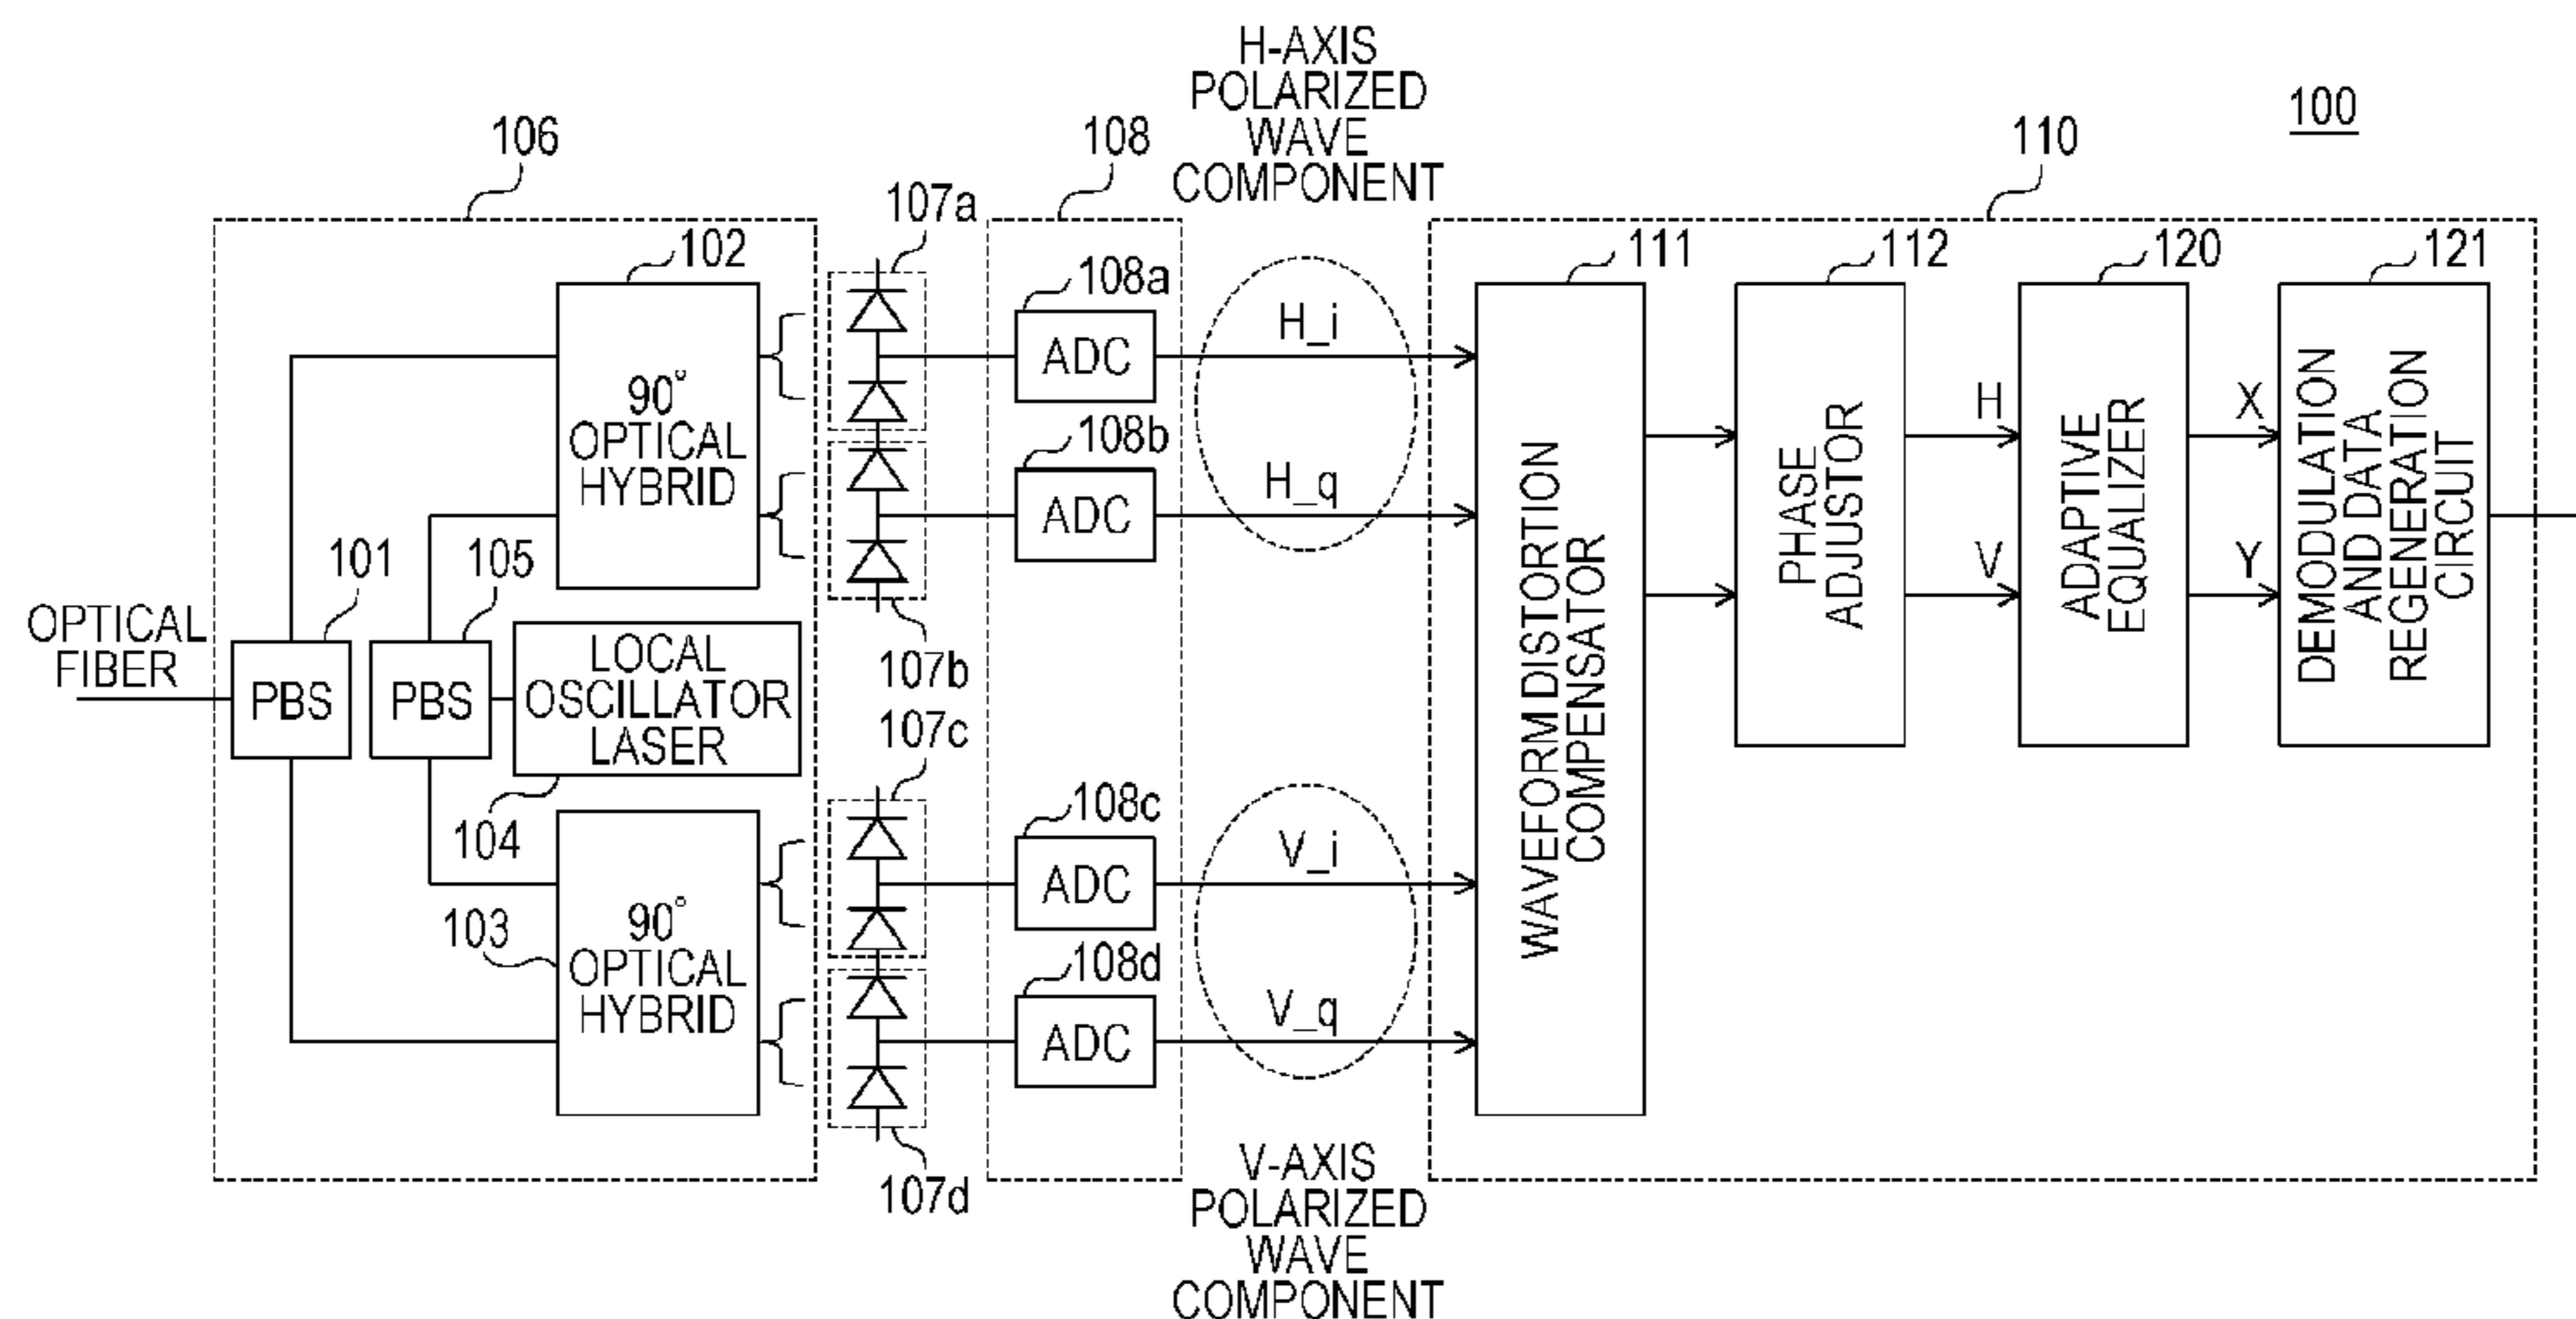 H-AXIS
POLARIZED
WAVE
COMPONENT
100
106
108
110
107a
102
108a
111
112
120
121
90°
OPTICAL
HYBRID
ADC
H_i
108b
ADC
H_q
101
105
OPTICAL
FIBER
PBS
PBS
LOCAL
OSCILLATOR
LASER
104
107b
107c
WAVEFORM DISTORTION
COMPENSATOR
PHASE
ADJUSTOR
H
V
ADAPTIVE
EQUALIZER
X
Y
DEMODULATION
AND DATA
REGENERATION
CIRCUIT
103
90°
OPTICAL
HYBRID
108c
ADC
V_i
108d
ADC
V_q
107d
V-AXIS
POLARIZED
WAVE
COMPONENT